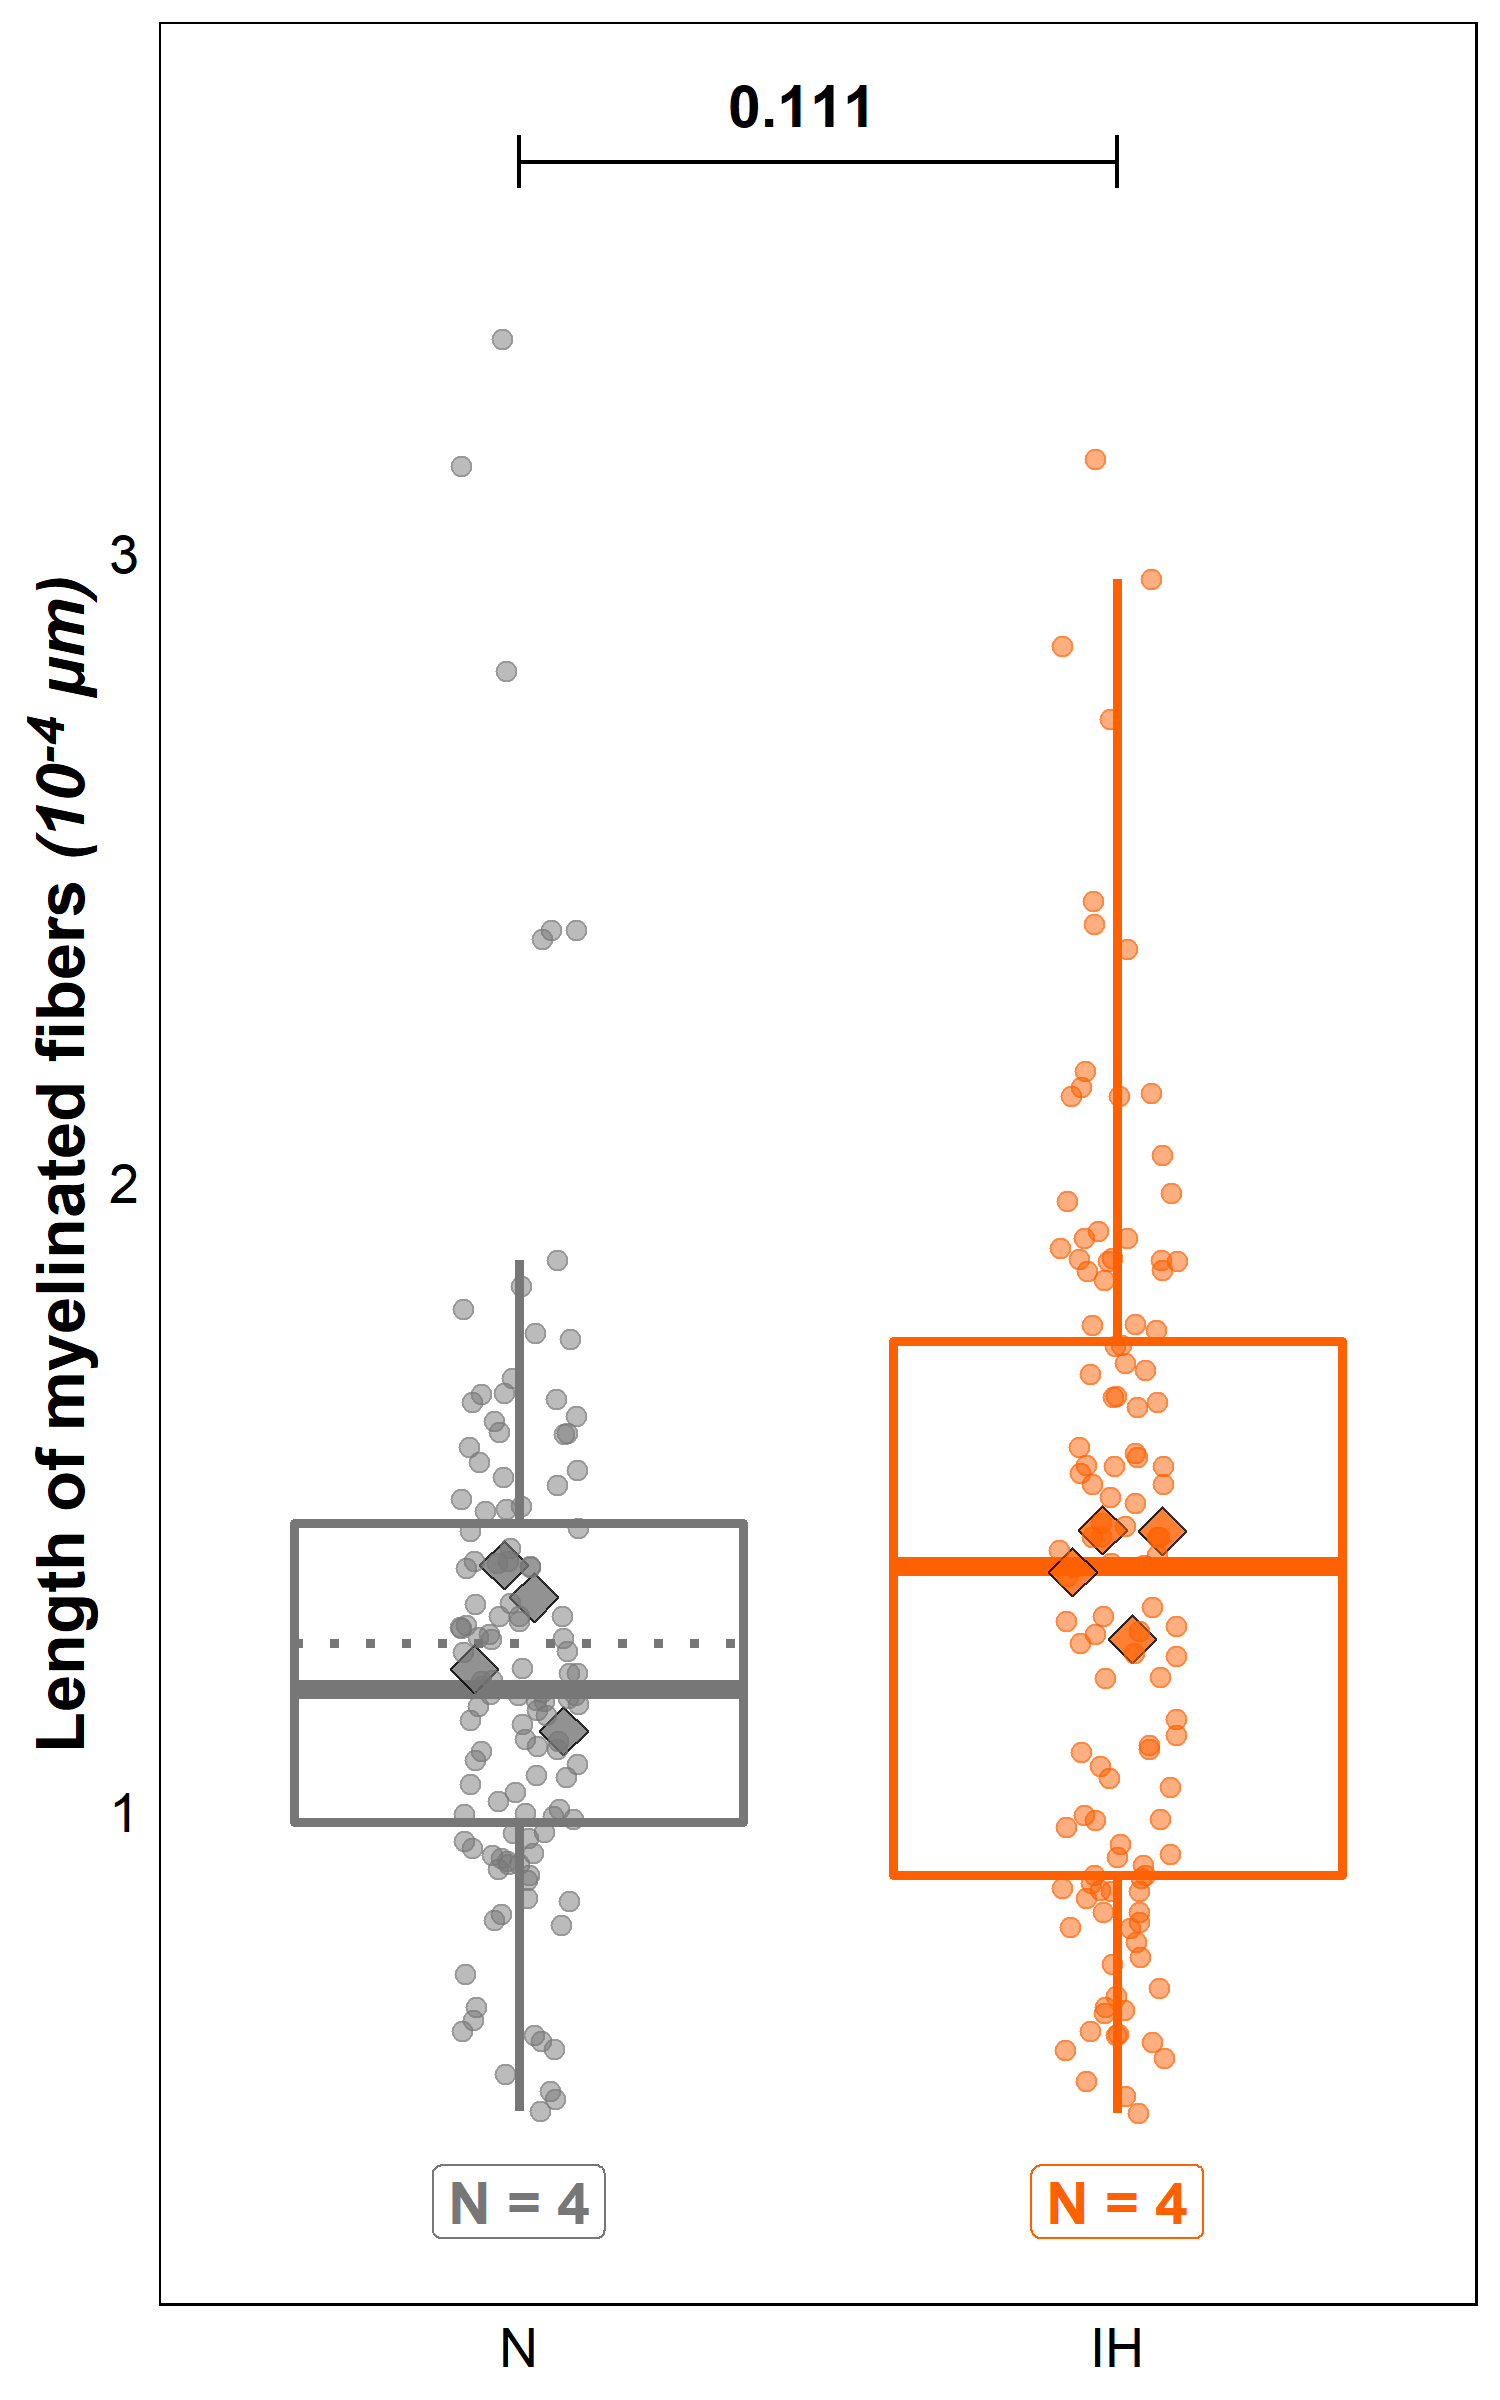 0.111
Length of myelinated fibers (10⁻⁴ µm)
3
2
1
N = 4
N = 4
N
IH